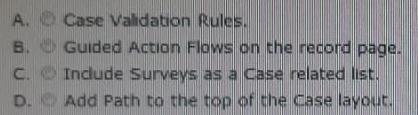 A. Case Validation Rules.
B. Guided Action Flows on the record page.
C. Include Surveys as a Case related list.
D. Add Path to the top of the Case layout.